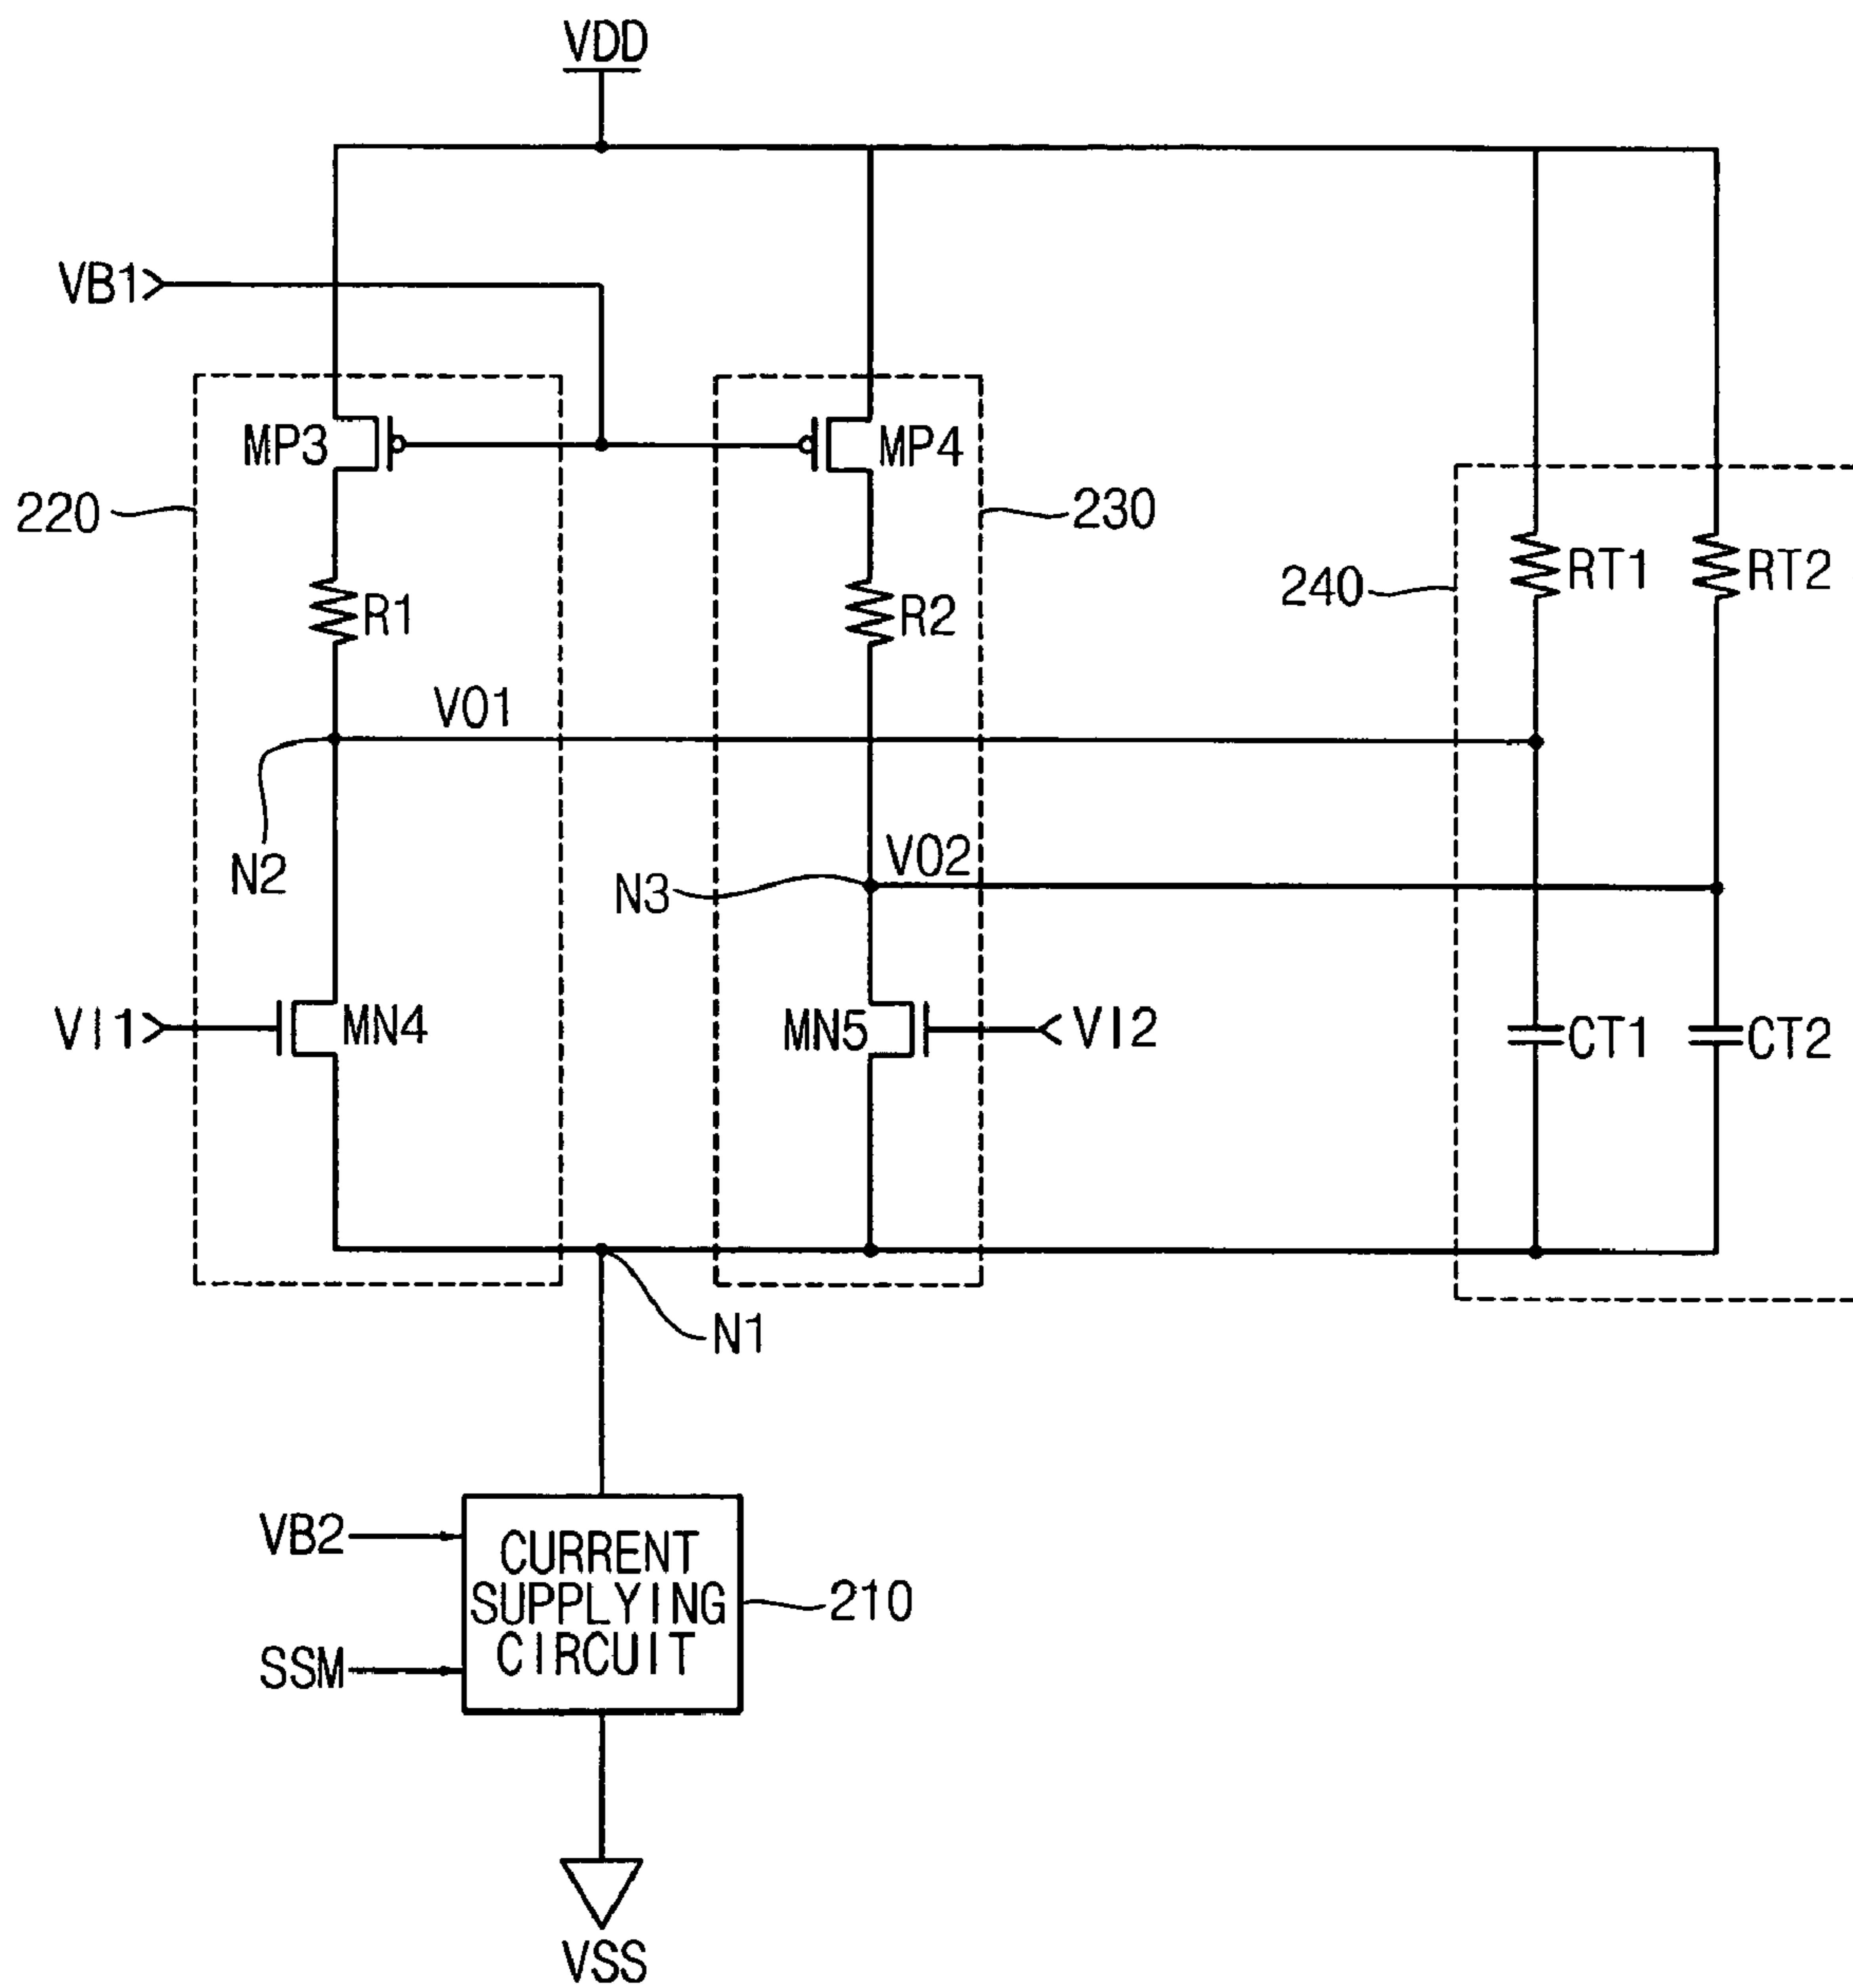 VDD
VB1
MP3
MP4
220
230
R1
R2
240
RT1
RT2
VO1
N2
VO2
N3
VI1
MN4
MN5
VI2
CT1
CT2
N1
VB2
SSM
CURRENT
SUPPLYING
CIRCUIT
210
VSS